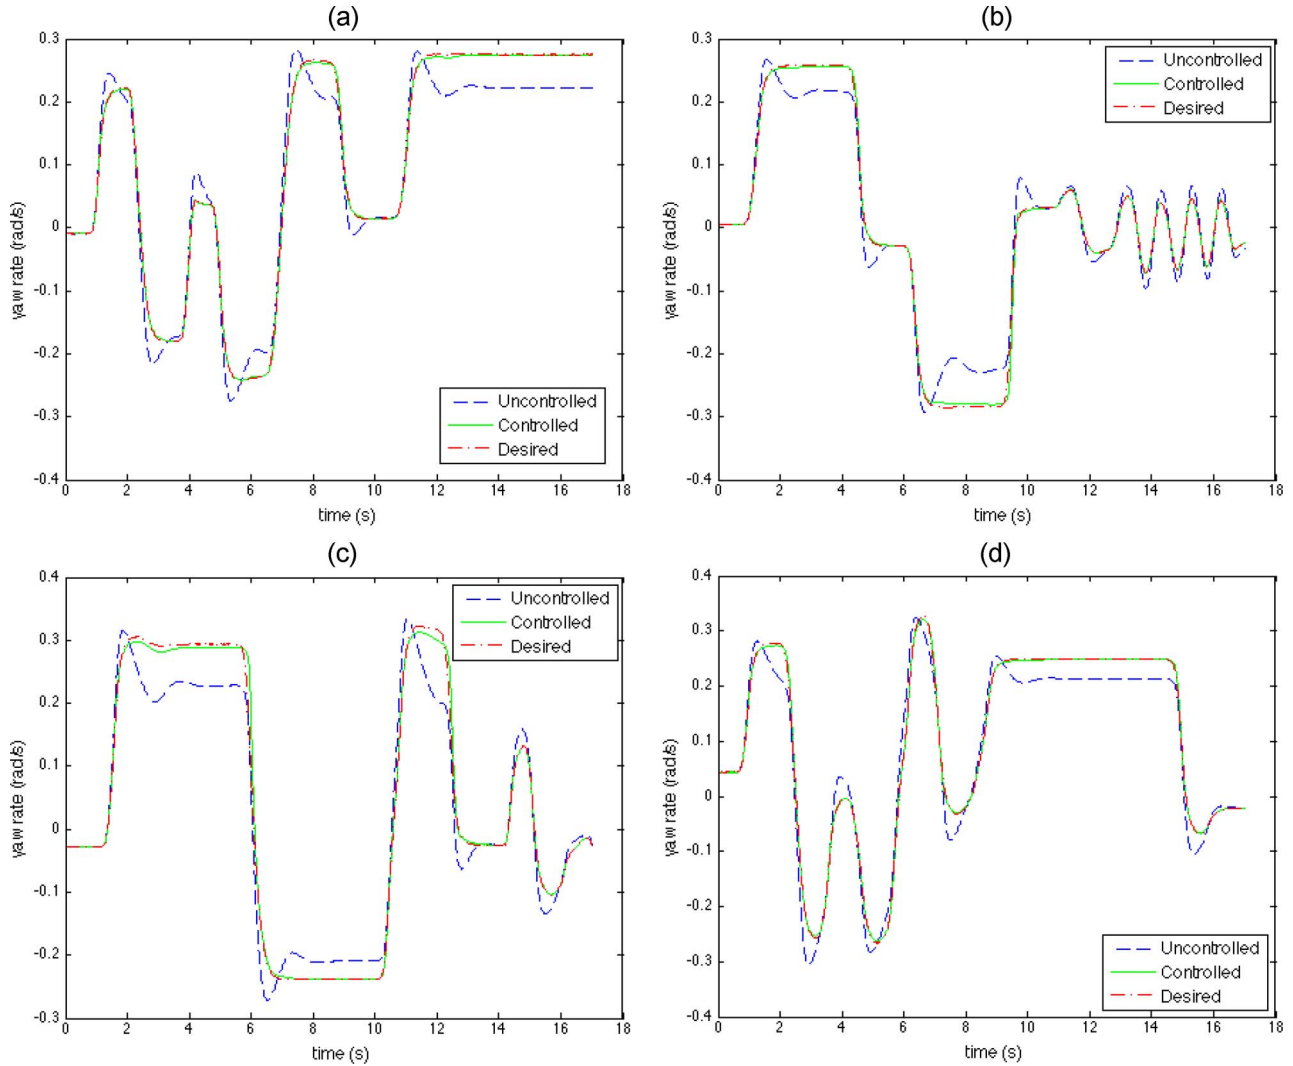 (a)
0.3
0.2
0.1
0
-0.1
-0.2
-0.3
-0.4
yaw rate (rad/s)
Uncontrolled
Controlled
Desired
0 2 4 6 8 10 12 14 16 18
time (s)
(b)
0.3
0.2
0.1
0
-0.1
-0.2
-0.3
-0.4
yaw rate (rad/s)
Uncontrolled
Controlled
Desired
0 2 4 6 8 10 12 14 16 18
time (s)
(c)
0.4
0.3
0.2
0.1
0
-0.1
-0.2
-0.3
yaw rate (rad/s)
Uncontrolled
Controlled
Desired
0 2 4 6 8 10 12 14 16 18
time (s)
(d)
0.4
0.3
0.2
0.1
0
-0.1
-0.2
-0.3
-0.4
yaw rate (rad/s)
Uncontrolled
Controlled
Desired
0 2 4 6 8 10 12 14 16 18
time (s)